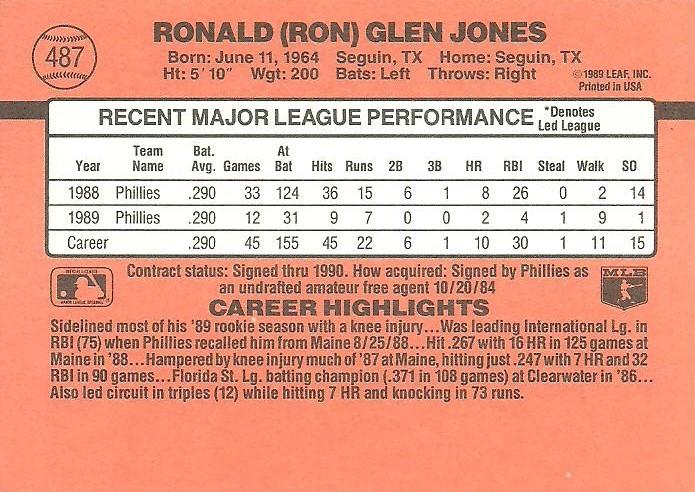 487
RONALD (RON) GLEN JONES
Born: June 11, 1964 Seguin, TX Home: Seguin, TX
Ht: 5'10" Wgt: 200 Bats: Left Throws: Right
©1989 LEAF, INC.
Printed in USA
RECENT MAJOR LEAGUE PERFORMANCE *Denotes Led League
Year Team Name Bat. Avg. Games At Bat Hits Runs 2B 3B HR RBI Steal Walk SO
1988 Phillies .290 33 124 36 15 6 1 8 26 0 2 14
1989 Phillies .290 12 31 9 7 0 0 2 4 1 9 1
Career .290 45 155 45 22 6 1 10 30 1 11 15
Contract status: Signed thru 1990. How acquired: Signed by Phillies as
an undrafted amateur free agent 10/20/84
MLB
CAREER HIGHLIGHTS
Sidelined most of his '89 rookie season with a knee injury...Was leading International Lg. in
RBI (75) when Phillies recalled him from Maine 8/25/88...Hit .267 with 16 HR in 125 games at
Maine in '88...Hampered by knee injury much of '87 at Maine, hitting just .247 with 7 HR and 32
RBI in 90 games...Florida St. Lg. batting champion (.371 in 108 games) at Clearwater in '86...
Also led circuit in triples (12) while hitting 7 HR and knocking in 73 runs.